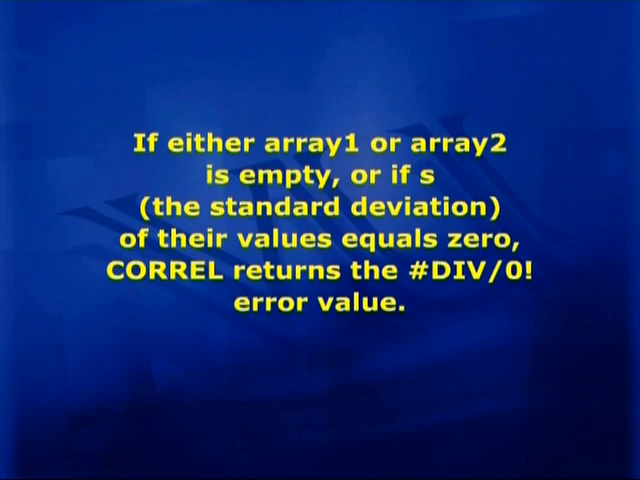 If either array1 or array2
is empty, or if s
(the standard deviation)
of their values equals zero,
CORREL returns the #DIV/0!
error value.